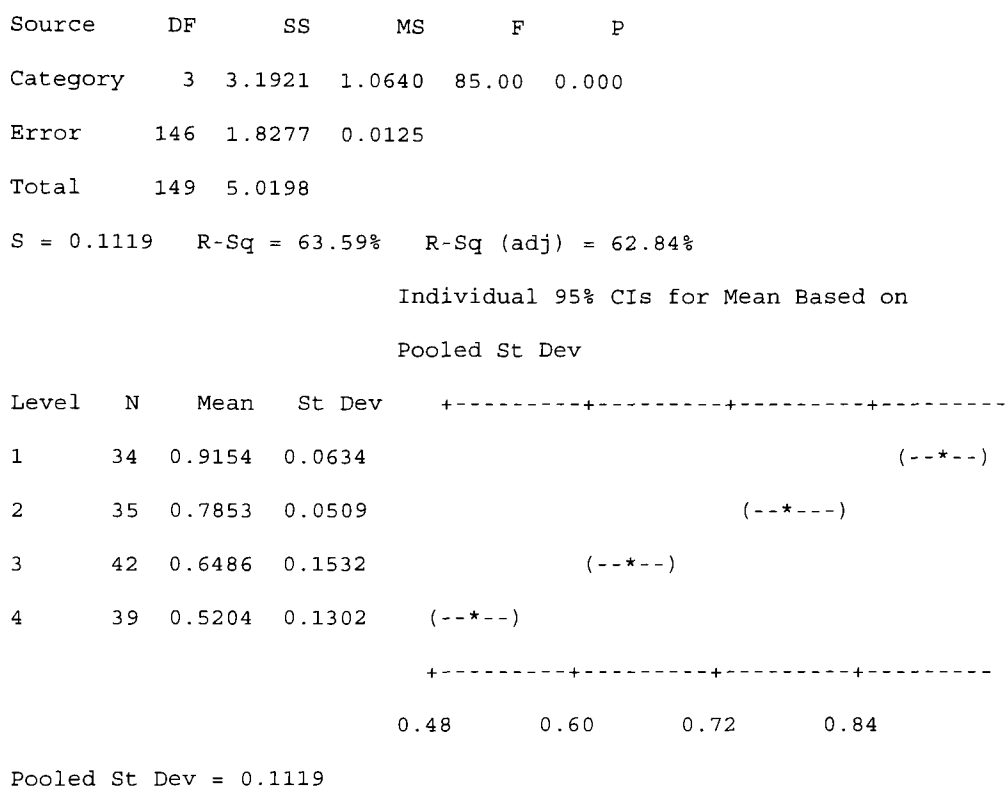 Source DF SS MS F P
Category 3 3.1921 1.0640 85.00 0.000
Error 146 1.8277 0.0125
Total 149 5.0198
S = 0.1119 R-Sq = 63.59% R-Sq (adj) = 62.84%
Individual 95% CIs for Mean Based on
Pooled St Dev
Level N Mean St Dev +---------+---------+---------+---------
1 34 0.9154 0.0634 (--*--)
2 35 0.7853 0.0509 (--*---)
3 42 0.6486 0.1532 (--*--)
4 39 0.5204 0.1302 (--*--)
+---------+---------+---------+---------
0.48 0.60 0.72 0.84
Pooled St Dev = 0.1119